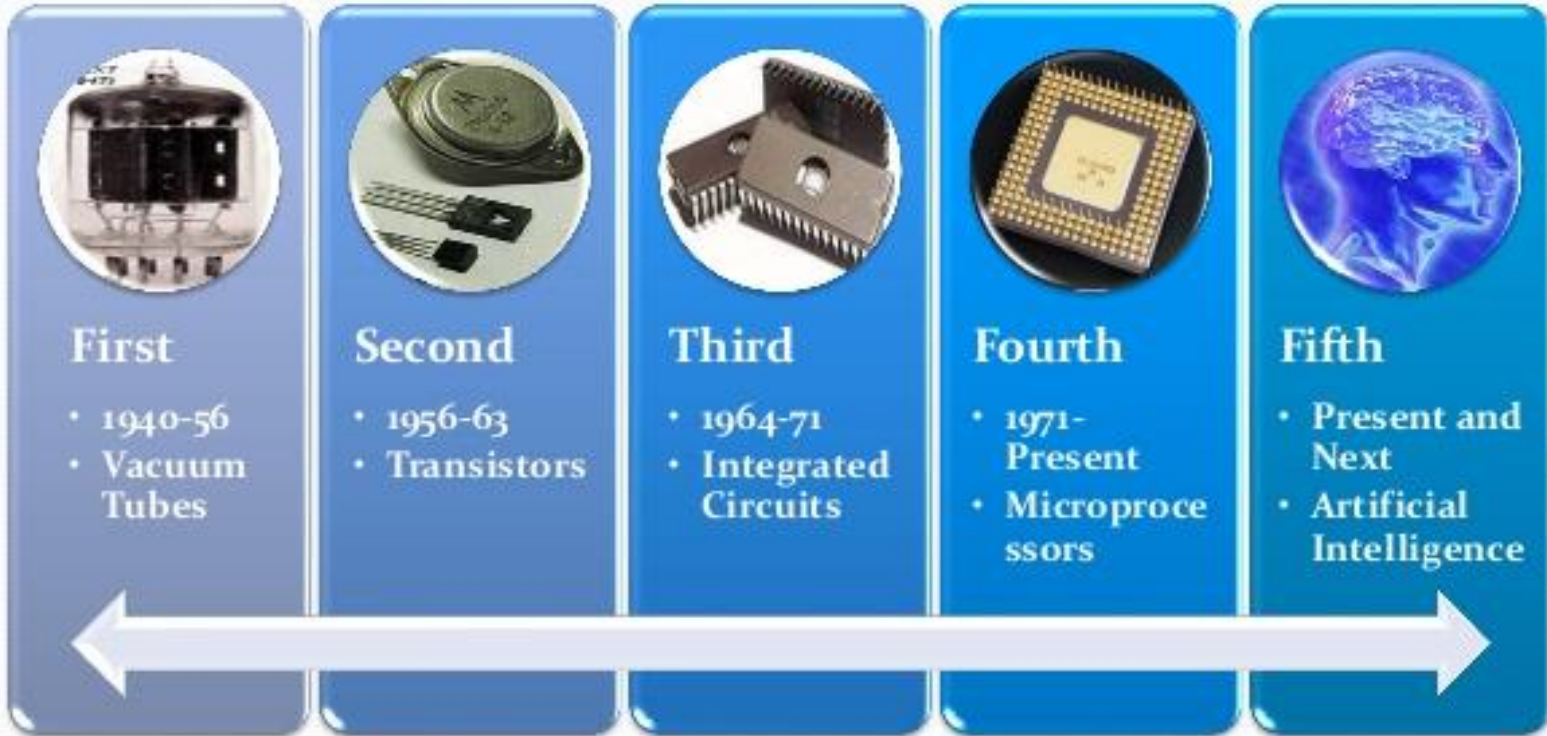 First
• 1940-56
• Vacuum
Tubes
Second
• 1956-63
• Transistors
Third
• 1964-71
• Integrated
Circuits
Fourth
• 1971-
Present
• Microproce
ssors
Fifth
• Present and
Next
• Artificial
Intelligence